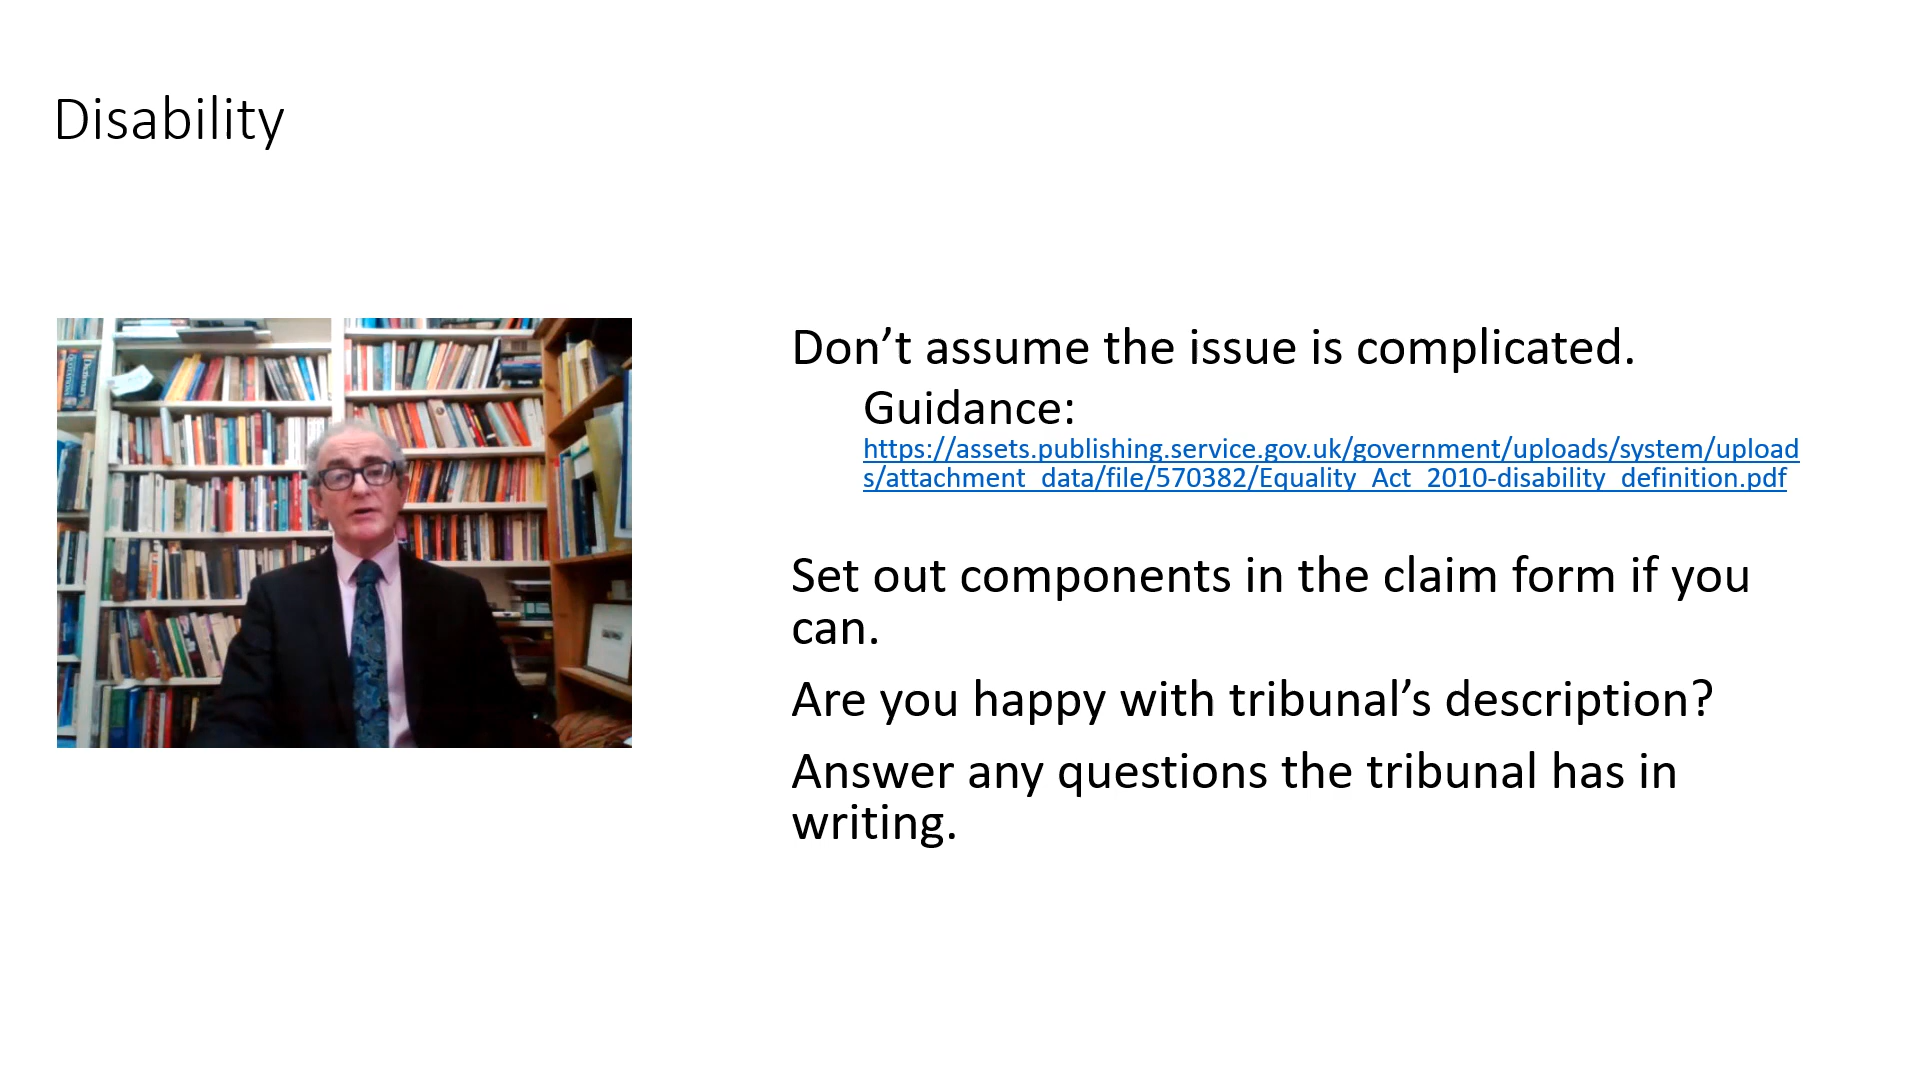 Disability
Don’t assume the issue is complicated.
Guidance:
https://assets.publishing.service.gov.uk/government/uploads/system/upload
s/attachment_data/file/570382/Equality_Act_2010-disability_definition.pdf
Set out components in the claim form if you
can.
Are you happy with tribunal’s description?
Answer any questions the tribunal has in
writing.